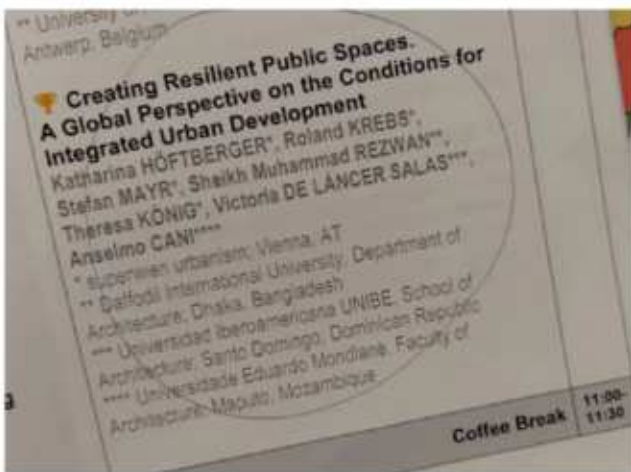 ** University of
Antwerp, Belgium
Creating Resilient Public Spaces.
A Global Perspective on the Conditions for
Integrated Urban Development
Katharina HÖFTBERGER*, Roland KREBS*,
Stefan MAYR*, Sheikh Muhammad REZWAN**,
Theresa KÖNIG*, Victoria DE LÁNCER SALAS***,
Anselmo CANI****
* superwien urbanism; Vienna, AT
** Daffodil International University, Department of
Architecture; Dhaka, Bangladesh
*** Universidad Iberoamericana UNIBE, School of
Architecture; Santo Domingo, Dominican Republic
**** Universidade Eduardo Mondlane, Faculty of
Architecture; Maputo, Mozambique
Coffee Break
11:00-
11:30